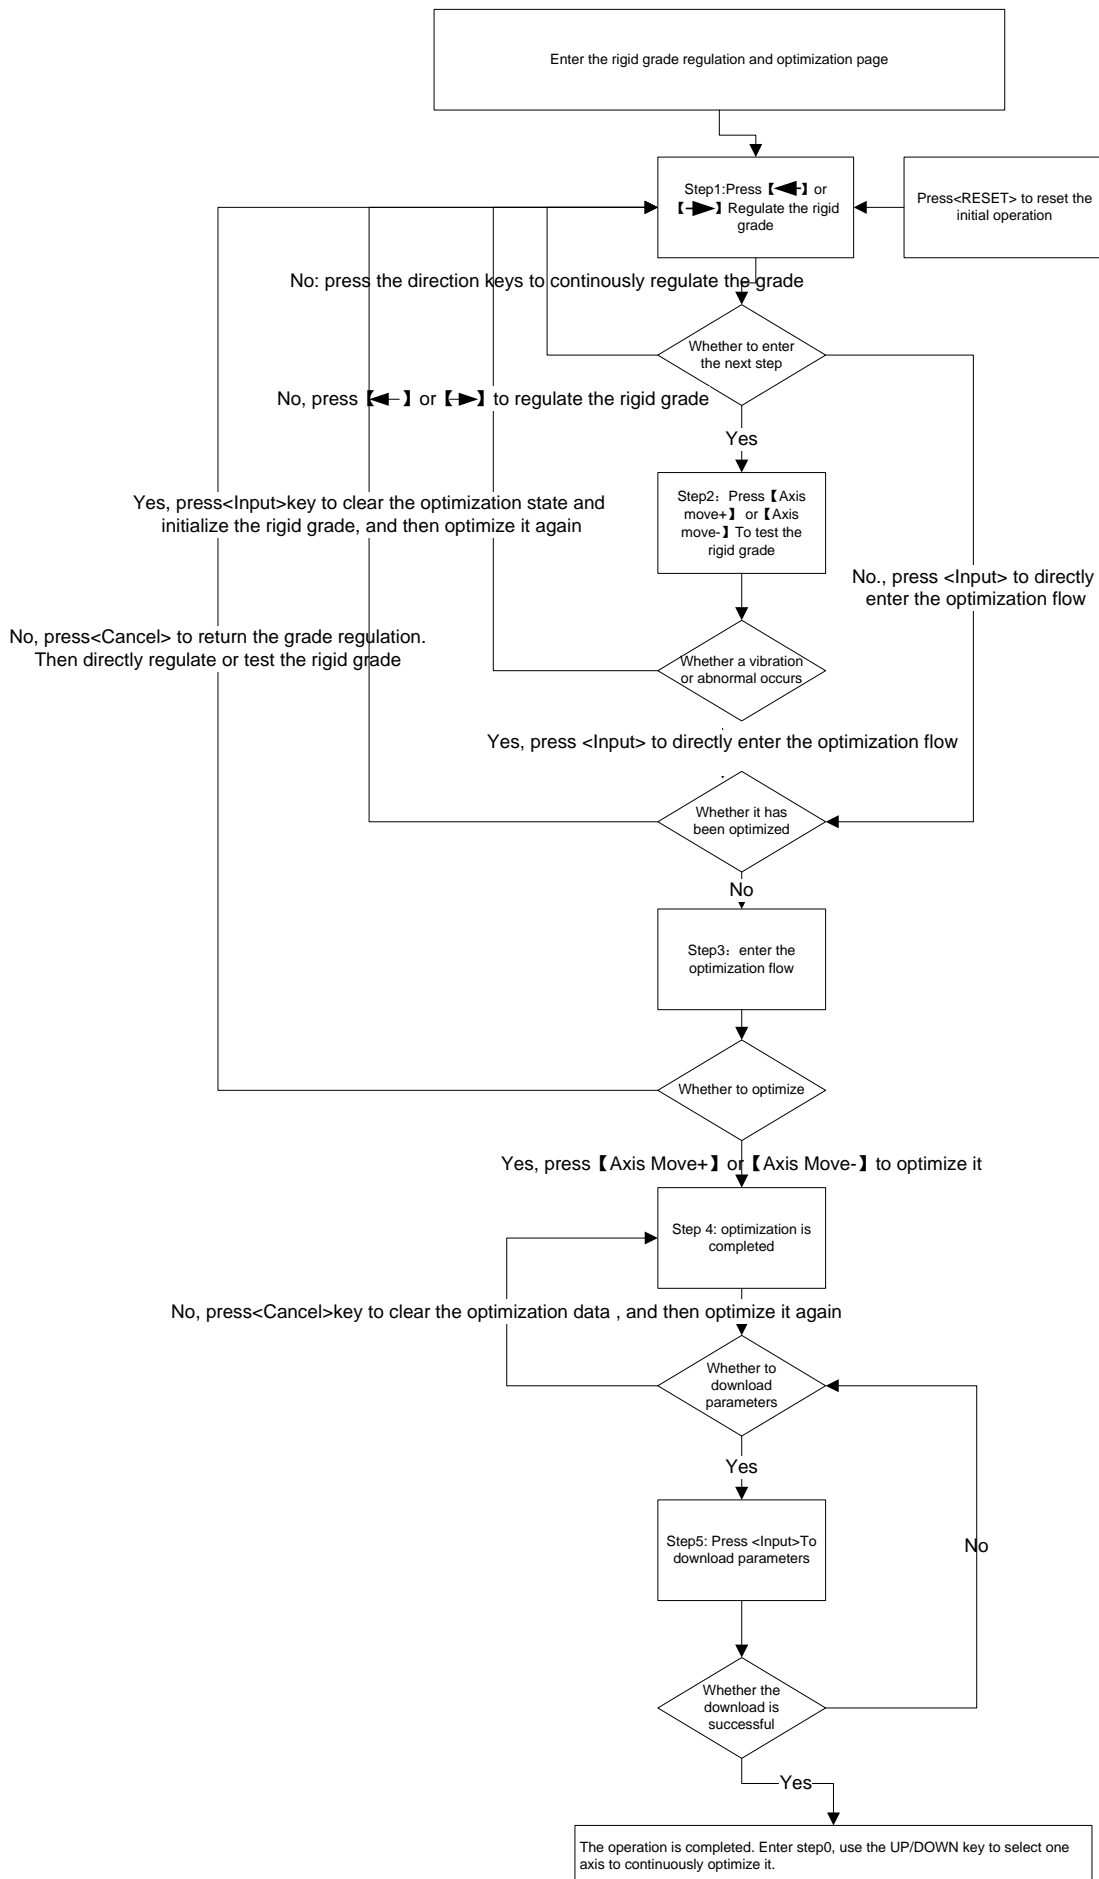 Enter the rigid grade regulation and optimization page
Step1:Press【◄-】or
【-►】Regulate the rigid
grade
Press<RESET> to reset the
initial operation
No: press the direction keys to continously regulate the grade
Whether to enter
the next step
No, press【◄-】or【-►】to regulate the rigid grade
Yes
Yes, press<Input>key to clear the optimization state and
initialize the rigid grade, and then optimize it again
Step2：Press【Axis
move+】or【Axis
move-】To test the
rigid grade
No., press <Input> to directly
enter the optimization flow
No, press<Cancel> to return the grade regulation.
Then directly regulate or test the rigid grade
Whether a vibration
or abnormal occurs
Yes, press <Input> to directly enter the optimization flow
Whether it has
been optimized
No
Step3：enter the
optimization flow
Whether to optimize
Yes, press【Axis Move+】or【Axis Move-】to optimize it
Step 4: optimization is
completed
No, press<Cancel>key to clear the optimization data , and then optimize it again
Whether to
download
parameters
Yes
Step5: Press <Input>To
download parameters
No
Whether the
download is
successful
Yes
The operation is completed. Enter step0, use the UP/DOWN key to select one
axis to continuously optimize it.